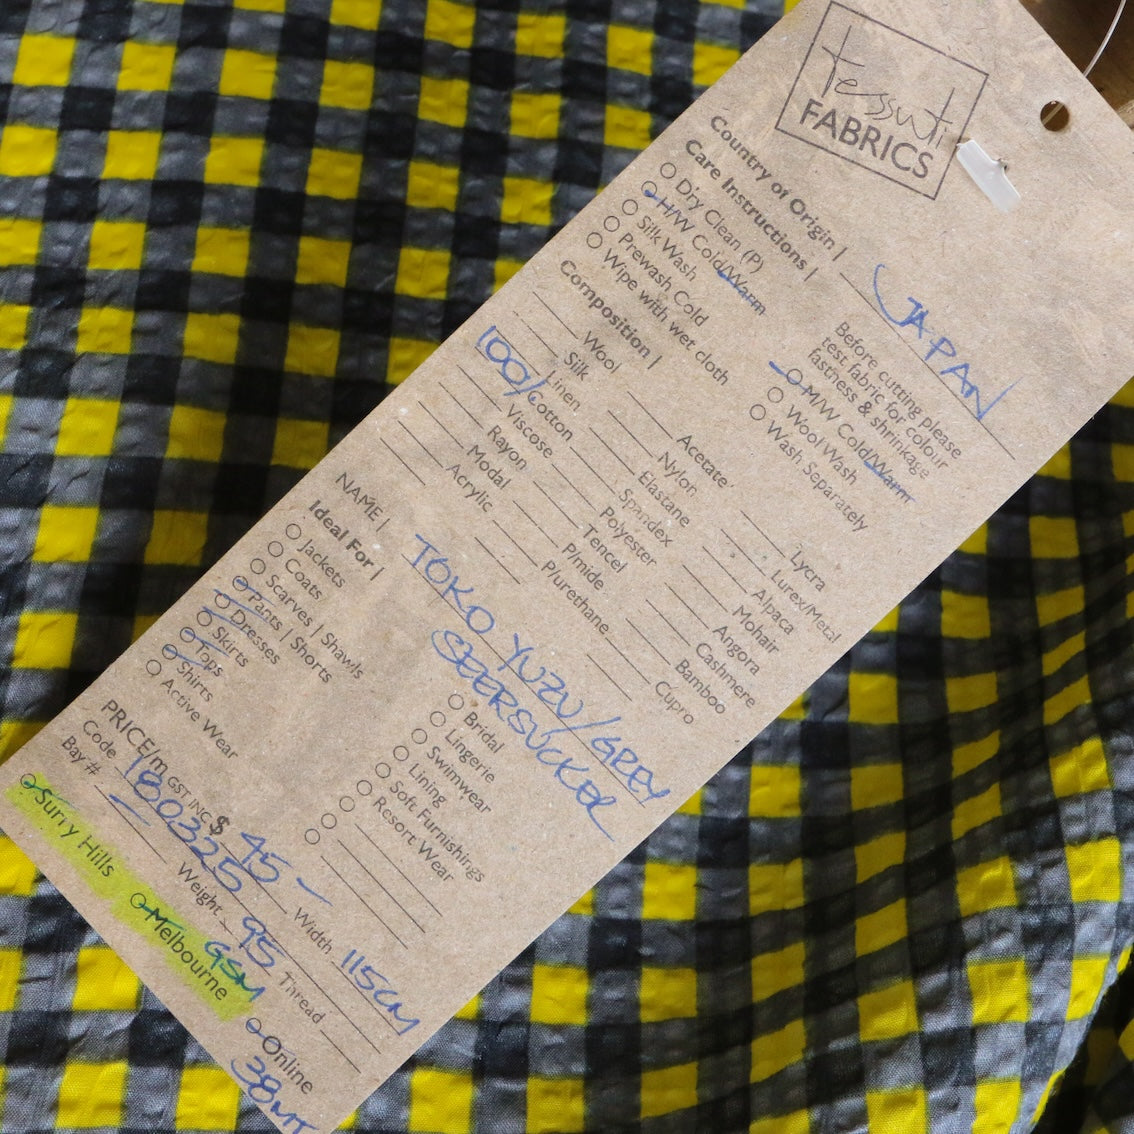 tessuti
FABRICS
Country of Origin | JAPAN
Care Instructions |
Dry Clean (P)
H/W Cold/Warm
Silk Wash
Prewash Cold
Wipe with wet cloth
Before cutting please
test fabric for colour
fastness & shrinkage
M/W Cold/Warm
Wool Wash
Wash Separately
Composition |
Wool
Silk
Linen
100/ Cotton
Viscose
Rayon
Modal
Acrylic
Acetate
Nylon
Elastane
Spandex
Polyester
Tencel
P/mide
P/urethane
Lycra
Lurex/Metal
Alpaca
Mohair
Angora
Cashmere
Bamboo
Cupro
NAME | TOKO YUZU/GREY
SEERSUCKER
Ideal For |
Jackets
Coats
Scarves | Shawls
Pants | Shorts
Dresses
Skirts
Tops
Shirts
Active Wear
Bridal
Lingerie
Swimwear
Lining
Soft Furnishings
Resort Wear
PRICE/m GST INC $ 45 - Width 115CM
Code 180325 Weight 95 GSM Thread
Bay #
Surry Hills Melbourne Online
38MT